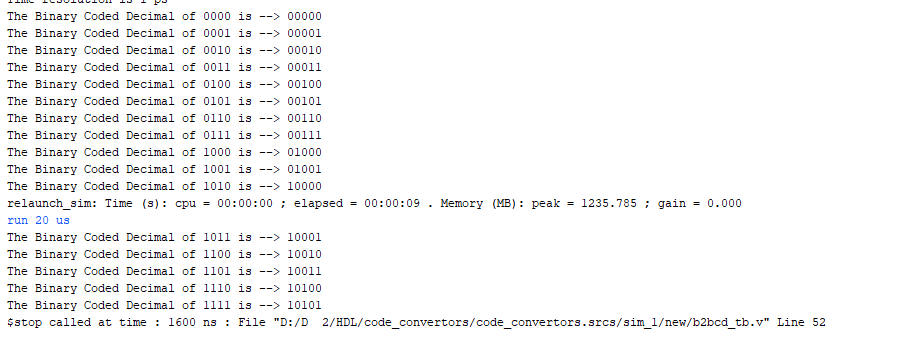 Time resolution is 1 ps
The Binary Coded Decimal of 0000 is --> 00000
The Binary Coded Decimal of 0001 is --> 00001
The Binary Coded Decimal of 0010 is --> 00010
The Binary Coded Decimal of 0011 is --> 00011
The Binary Coded Decimal of 0100 is --> 00100
The Binary Coded Decimal of 0101 is --> 00101
The Binary Coded Decimal of 0110 is --> 00110
The Binary Coded Decimal of 0111 is --> 00111
The Binary Coded Decimal of 1000 is --> 01000
The Binary Coded Decimal of 1001 is --> 01001
The Binary Coded Decimal of 1010 is --> 10000
relaunch_sim: Time (s): cpu = 00:00:00 ; elapsed = 00:00:09 . Memory (MB): peak = 1235.785 ; gain = 0.000
run 20 us
The Binary Coded Decimal of 1011 is --> 10001
The Binary Coded Decimal of 1100 is --> 10010
The Binary Coded Decimal of 1101 is --> 10011
The Binary Coded Decimal of 1110 is --> 10100
The Binary Coded Decimal of 1111 is --> 10101
$stop called at time : 1600 ns : File "D:/D  2/HDL/code_convertors/code_convertors.srcs/sim_1/new/b2bcd_tb.v" Line 52